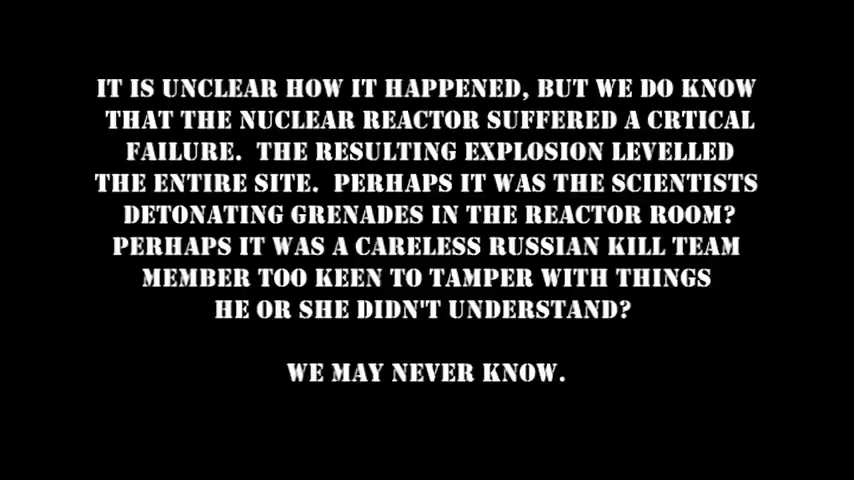 IT IS UNCLEAR HOW IT HAPPENED, BUT WE DO KNOW
THAT THE NUCLEAR REACTOR SUFFERED A CRTICAL
FAILURE. THE RESULTING EXPLOSION LEVELLED
THE ENTIRE SITE. PERHAPS IT WAS THE SCIENTISTS
DETONATING GRENADES IN THE REACTOR ROOM?
PERHAPS IT WAS A CARELESS RUSSIAN KILL TEAM
MEMBER TOO KEEN TO TAMPER WITH THINGS
HE OR SHE DIDN'T UNDERSTAND?
WE MAY NEVER KNOW.